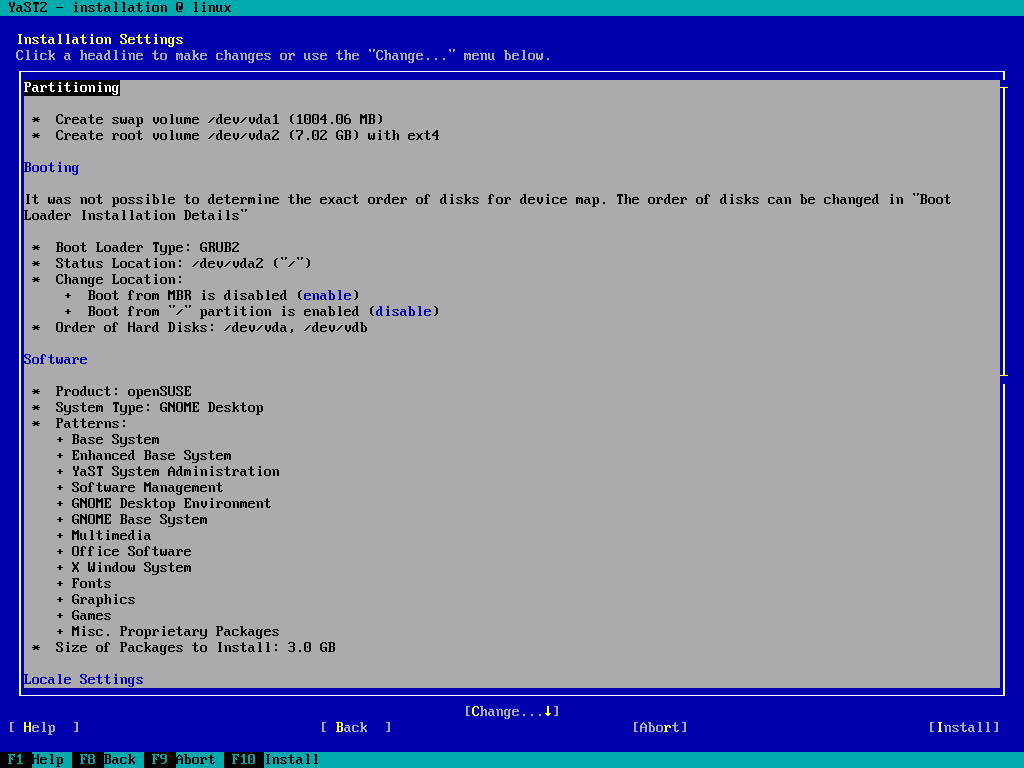 YaST2 - installation @ linux
Installation Settings
Click a headline to make changes or use the "Change..." menu below.
Partitioning
* Create swap volume /dev/vda1 (1004.06 MB)
* Create root volume /dev/vda2 (7.02 GB) with ext4
Booting
It was not possible to determine the exact order of disks for device map. The order of disks can be changed in "Boot
Loader Installation Details"
* Boot Loader Type: GRUB2
* Status Location: /dev/vda2 ("/")
* Change Location:
+ Boot from MBR is disabled (enable)
+ Boot from "/" partition is enabled (disable)
* Order of Hard Disks: /dev/vda, /dev/vdb
Software
* Product: openSUSE
* System Type: GNOME Desktop
* Patterns:
+ Base System
+ Enhanced Base System
+ YaST System Administration
+ Software Management
+ GNOME Desktop Environment
+ GNOME Base System
+ Multimedia
+ Office Software
+ X Window System
+ Fonts
+ Graphics
+ Games
+ Misc. Proprietary Packages
* Size of Packages to Install: 3.0 GB
Locale Settings
[Change...↓]
[ Help ] [ Back ] [Abort] [Install]
F1 Help F8 Back F9 Abort F10 Install